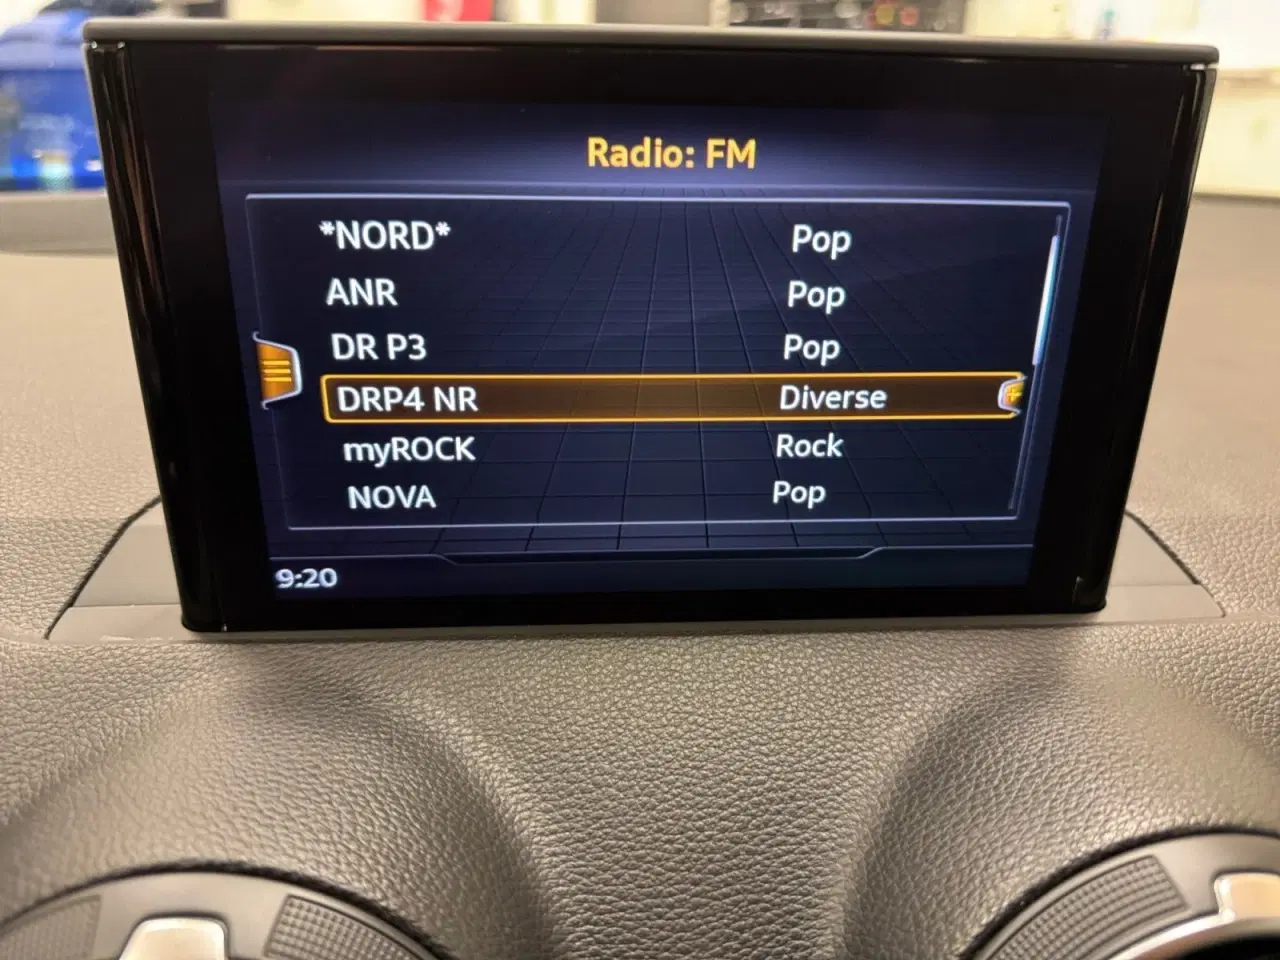 Radio: FM
*NORD* Pop
ANR Pop
DR P3 Pop
DRP4 NR Diverse
myROCK Rock
NOVA Pop
9:20